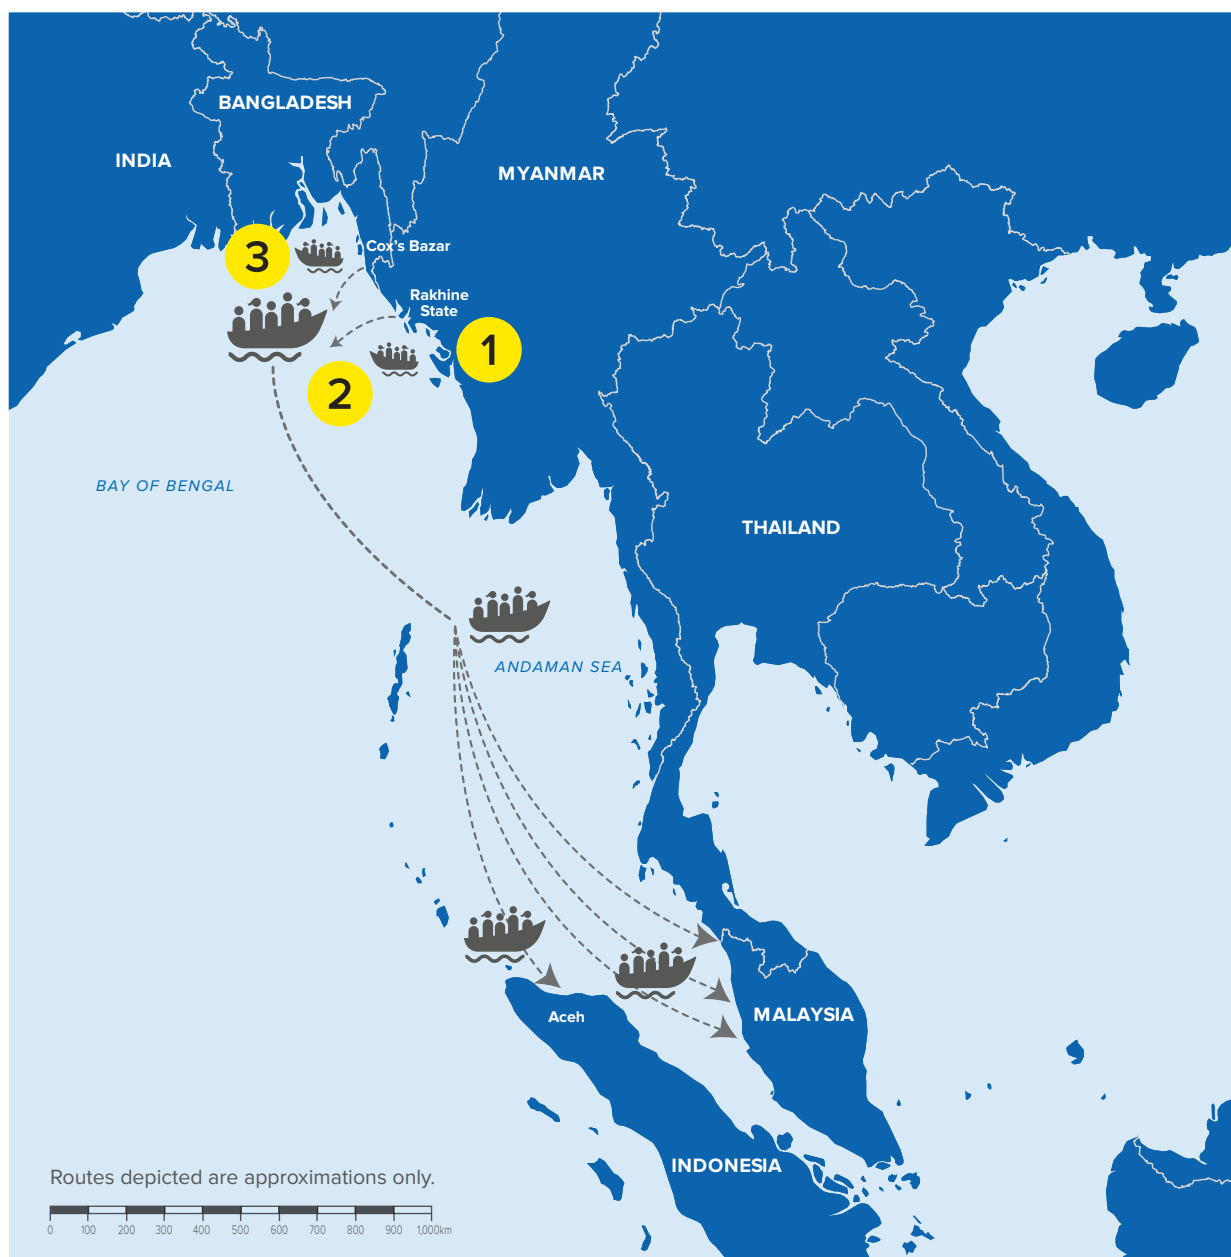 BANGLADESH
INDIA
MYANMAR
3
Cox's Bazar
Rakhine
State
1
2
BAY OF BENGAL
THAILAND
ANDAMAN SEA
Aceh
MALAYSIA
INDONESIA
Routes depicted are approximations only.
0 100 200 300 400 500 600 700 800 900 1,000km